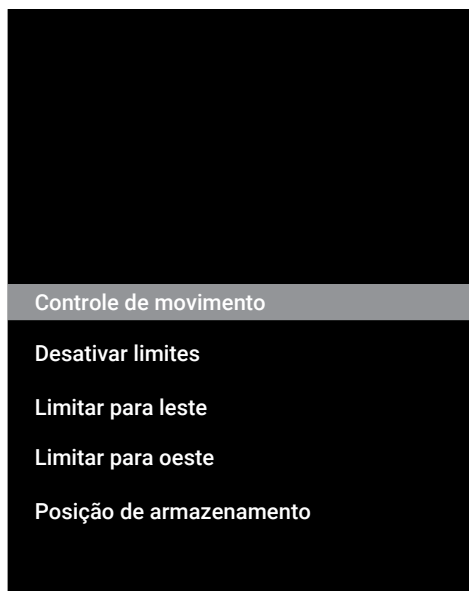 Controle de movimento
Desativar limites
Limitar para leste
Limitar para oeste
Posição de armazenamento